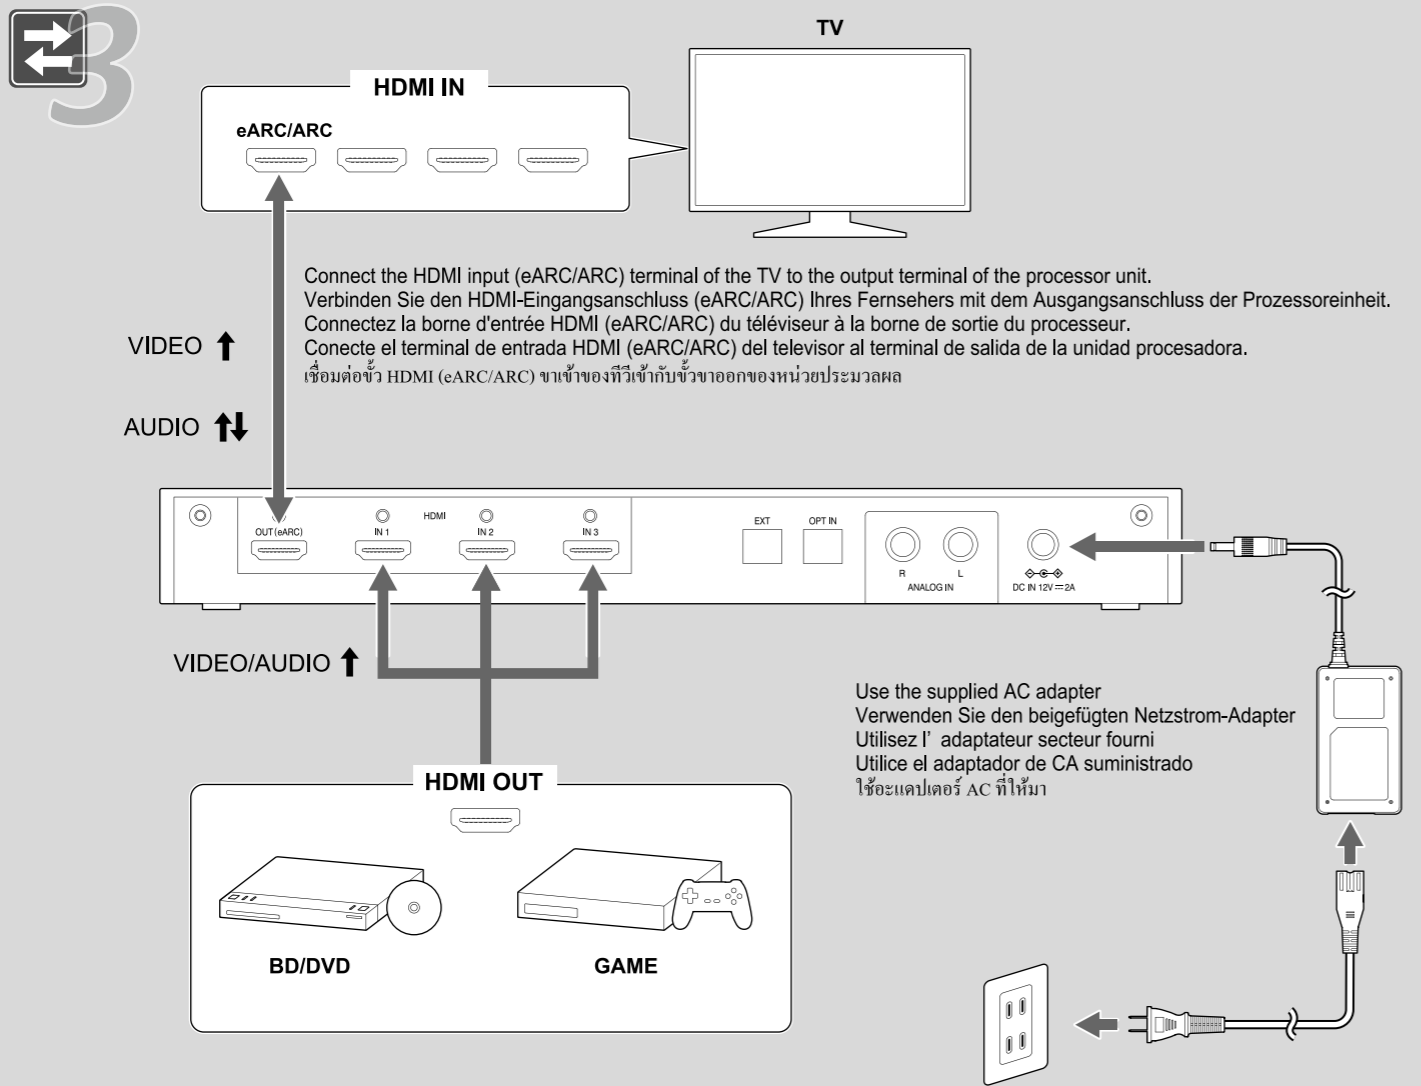 3
TV
HDMI IN
eARC/ARC
Connect the HDMI input (eARC/ARC) terminal of the TV to the output terminal of the processor unit.
Verbinden Sie den HDMI-Eingangsanschluss (eARC/ARC) Ihres Fernsehers mit dem Ausgangsanschluss der Prozessoreinheit.
Connectez la borne d'entrée HDMI (eARC/ARC) du téléviseur à la borne de sortie du processeur.
Conecte el terminal de entrada HDMI (eARC/ARC) del televisor al terminal de salida de la unidad procesadora.
เชื่อมต่อขั้ว HDMI (eARC/ARC) ขาเข้าของทีวีเข้ากับขั้วขาออกของหน่วยประมวลผล
VIDEO
AUDIO
HDMI
OUT(eARC)
IN 1
IN 2
IN 3
EXT
OPT IN
R
L
ANALOG IN
DC IN 12V⎓2A
VIDEO/AUDIO
Use the supplied AC adapter
Verwenden Sie den beigefügten Netzstrom-Adapter
Utilisez l’ adaptateur secteur fourni
Utilice el adaptador de CA suministrado
ใช้อะแดปเตอร์ AC ที่ให้มา
HDMI OUT
BD/DVD
GAME